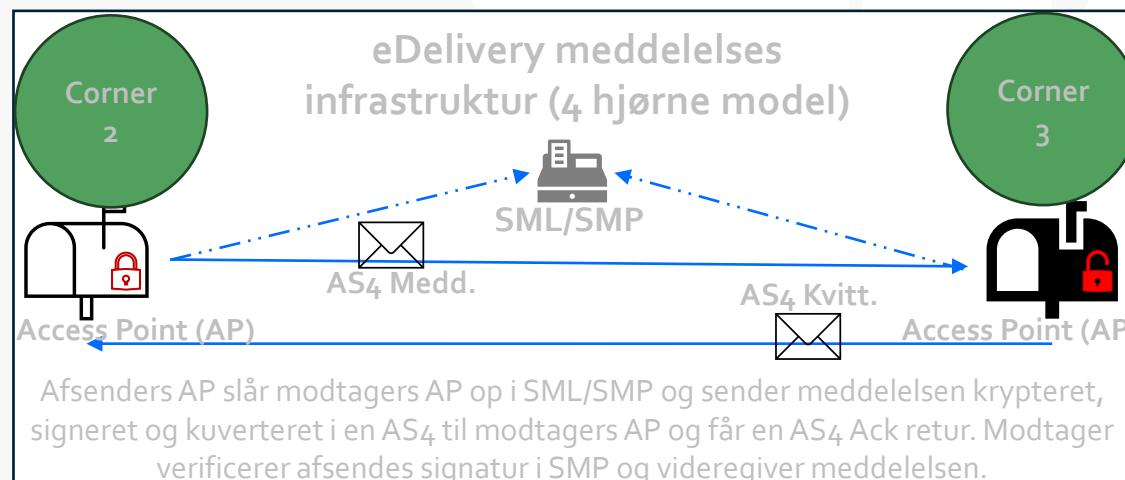 eDelivery meddelelses
infrastruktur (4 hjørne model)
Corner
2
Corner
3
SML/SMP
AS4 Medd.
AS4 Kvitt.
Access Point (AP)
Access Point (AP
Afsenders AP slår modtagers AP op i SML/SMP og sender meddelelsen krypteret,
signeret og kuverteret i en AS4 til modtagers AP og får en AS4 Ack retur. Modtager
verificerer afsendes signatur i SMP og videregiver meddelelsen.